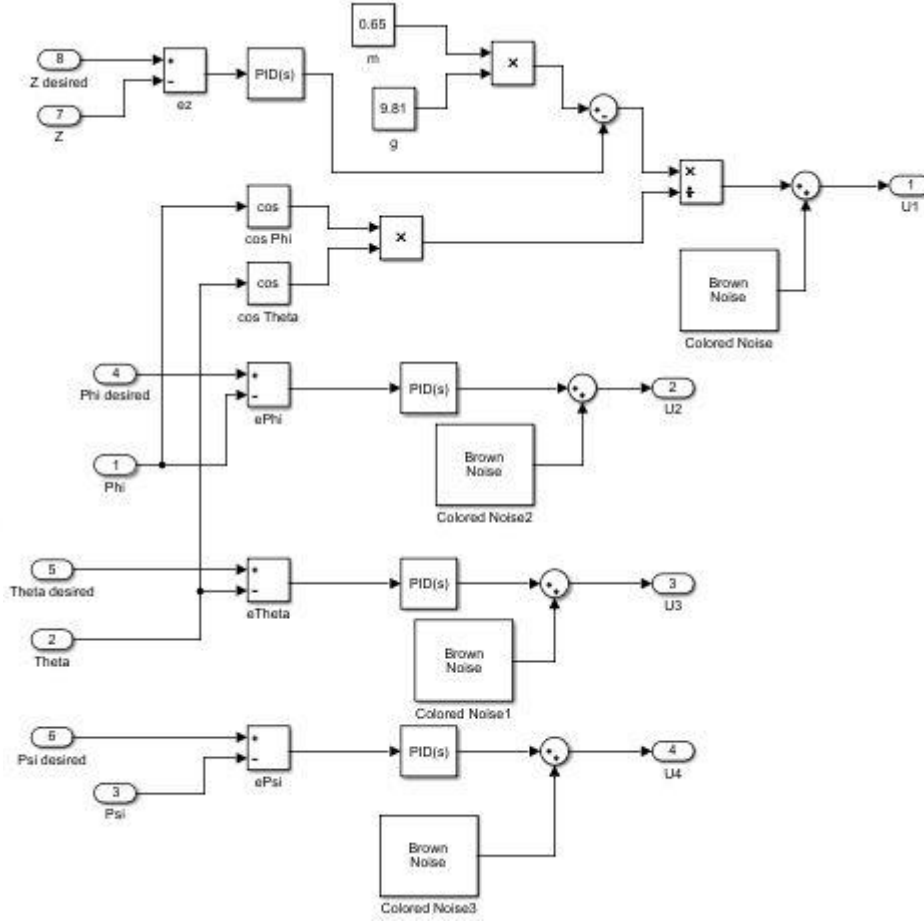 0.65
m
8
Z desired
+
−
ez
PID(s)
×
7
Z
9.81
g
+
−
×
÷
+
+
1
U1
cos
cos Phi
×
cos
cos Theta
Brown
Noise
Colored Noise
4
Phi desired
+
−
ePhi
PID(s)
+
+
2
U2
1
Phi
Brown
Noise
Colored Noise2
5
Theta desired
+
−
eTheta
PID(s)
+
+
3
U3
2
Theta
Brown
Noise
Colored Noise1
6
Psi desired
+
−
ePsi
PID(s)
+
+
4
U4
3
Psi
Brown
Noise
Colored Noise3